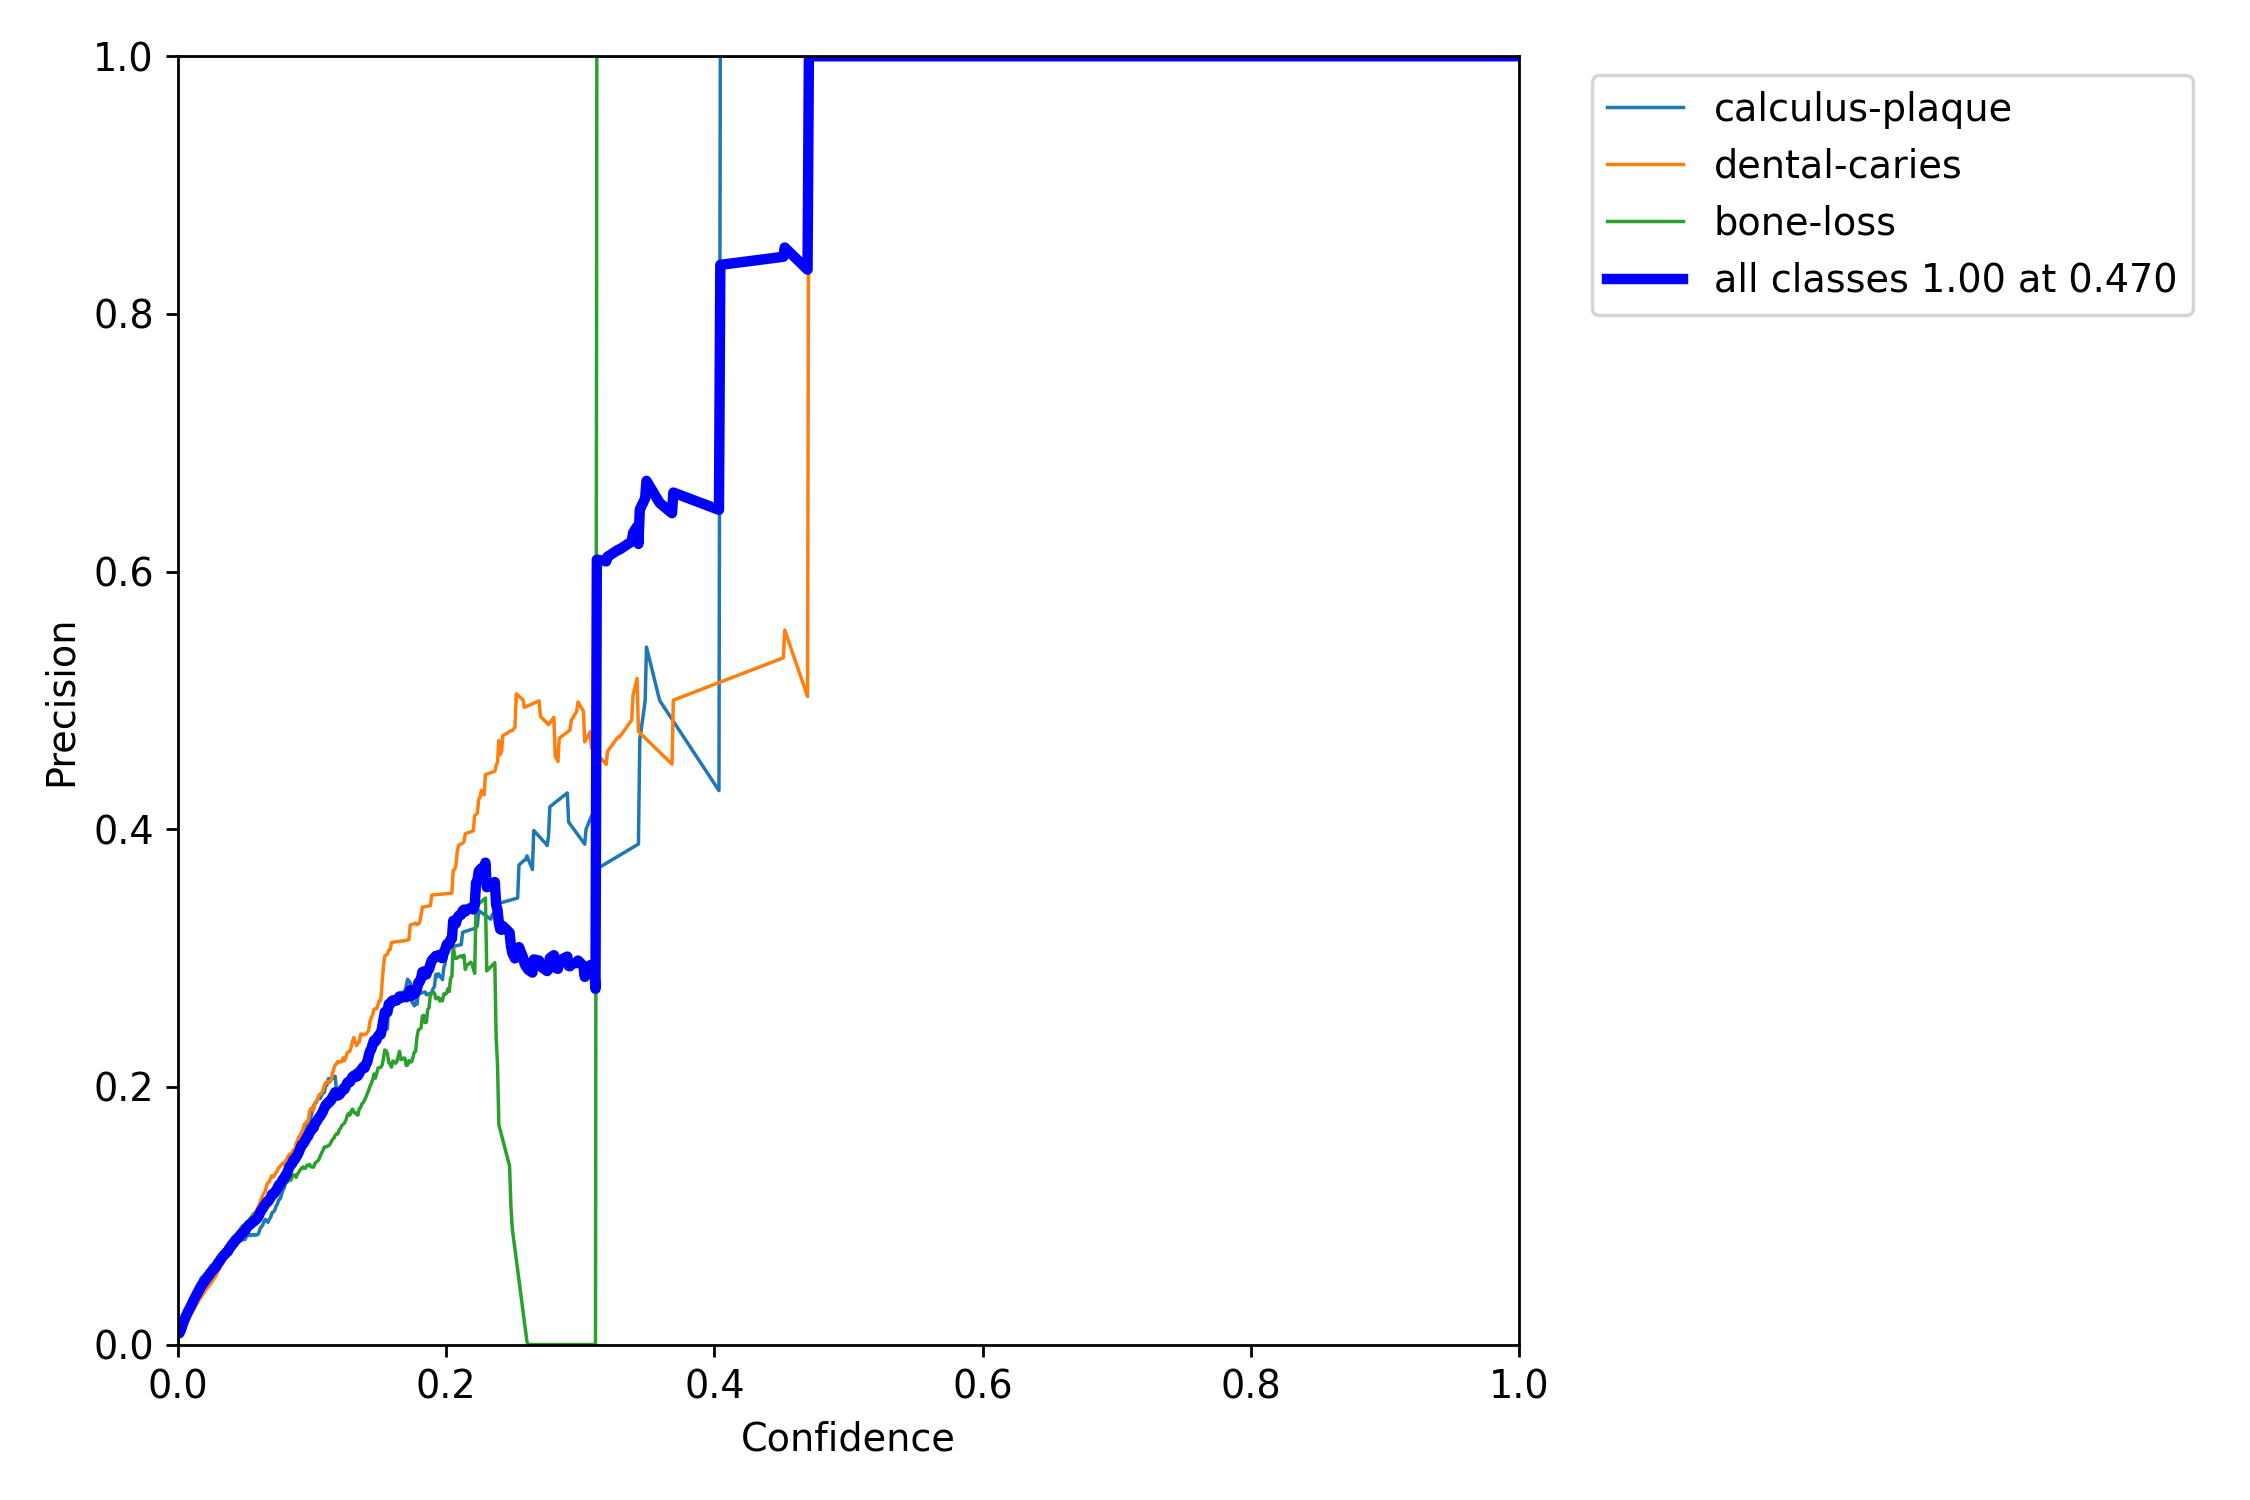 1.0
0.8
0.6
0.4
0.2
0.0
Precision
0.0 0.2 0.4 0.6 0.8 1.0
Confidence
calculus-plaque
dental-caries
bone-loss
all classes 1.00 at 0.470